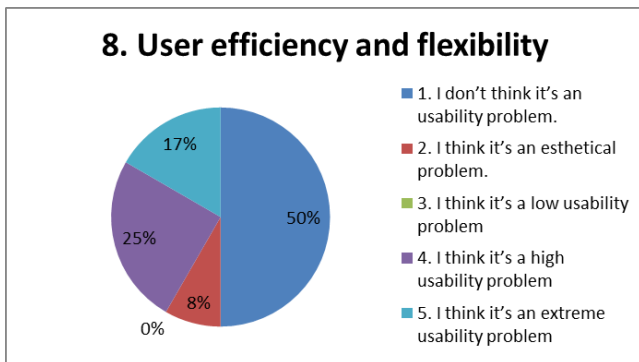 8. User efficiency and flexibility
17%
50%
25%
8%
0%
1. I don’t think it’s an
usability problem.
2. I think it’s an esthetical
problem.
3. I think it’s a low usability
problem
4. I think it’s a high
usability problem
5. I think it’s an extreme
usability problem